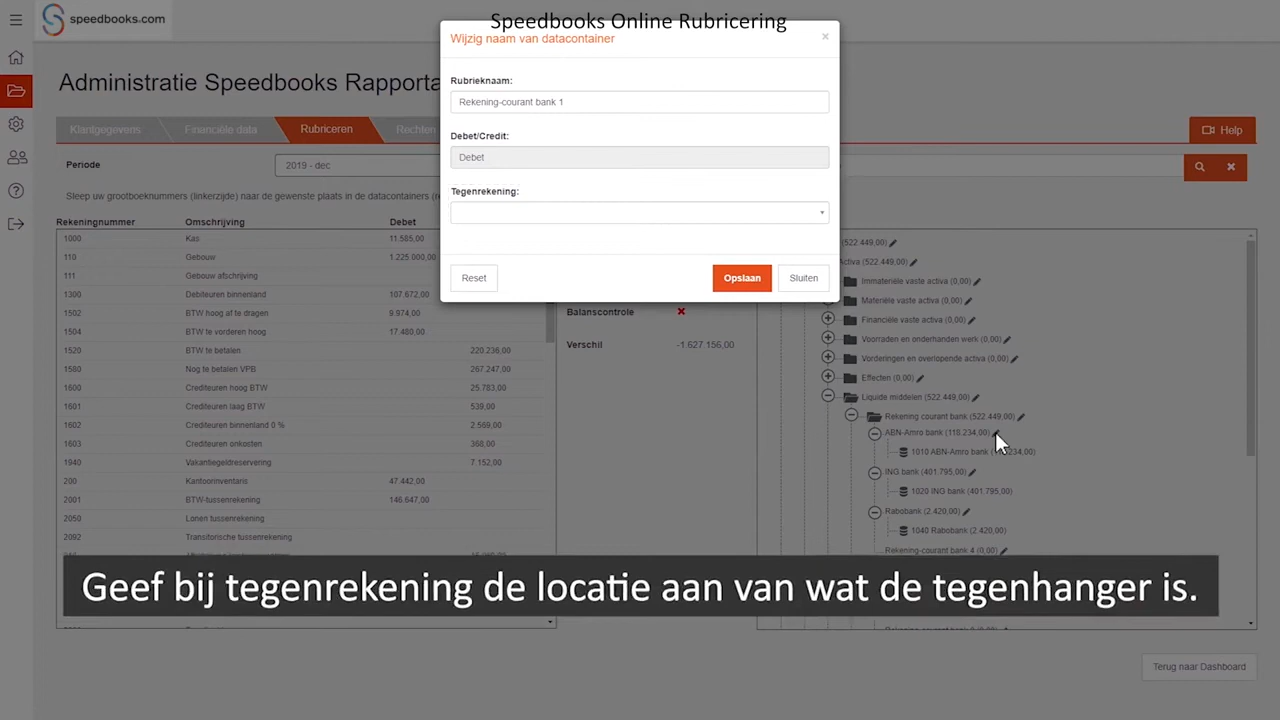 speedbooks.com
Speedbooks Online Rubricering
Wijzig naam van datacontainer
×
Rubrieknaam:
Rekening-courant bank 1
Debet/Credit:
Debet
Tegenrekening:
Reset
Opslaan
Sluiten
Administratie Speedbooks Rapporta
Klantgegevens
Financiële data
Rubriceren
Rechten
Help
Periode
2019 - dec
Sleep uw grootboeknummers (linkerzijde) naar de gewenste plaats in de datacontainers (re
Rekeningnummer Omschrijving Debet
1000 Kas 11.585,00
110 Gebouw 1.225.000,00
111 Gebouw afschrijving
1300 Debiteuren binnenland 107.672,00
1502 BTW hoog af te dragen 9.974,00
1504 BTW te vorderen hoog 17.480,00
1520 BTW te betalen 220.236,00
1580 Nog te betalen VPB 267.247,00
1600 Crediteuren hoog BTW 25.783,00
1601 Crediteuren laag BTW 539,00
1602 Crediteuren binnenland 0 % 2.569,00
1603 Crediteuren onkosten 368,00
1940 Vakantiegeldreservering 7.152,00
200 Kantoorinventaris 47.442,00
2001 BTW-tussenrekening 146.647,00
2050 Lonen tussenrekening
2092 Transitorische tussenrekening
Balanscontrole
Verschil -1.627.156,00
(522.449,00)
Activa (522.449,00)
Immateriële vaste activa (0,00)
Materiële vaste activa (0,00)
Financiële vaste activa (0,00)
Voorraden en onderhanden werk (0,00)
Vorderingen en overlopende activa (0,00)
Effecten (0,00)
Liquide middelen (522.449,00)
Rekening courant bank (522.449,00)
ABN-Amro bank (118.234,00)
1010 ABN-Amro bank 234,00)
ING bank (401.795,00)
1020 ING bank (401.795,00)
Rabobank (2.420,00)
1040 Rabobank (2.420,00)
Rekening-courant bank 4 (0,00)
Geef bij tegenrekening de locatie aan van wat de tegenhanger is.
Terug naar Dashboard